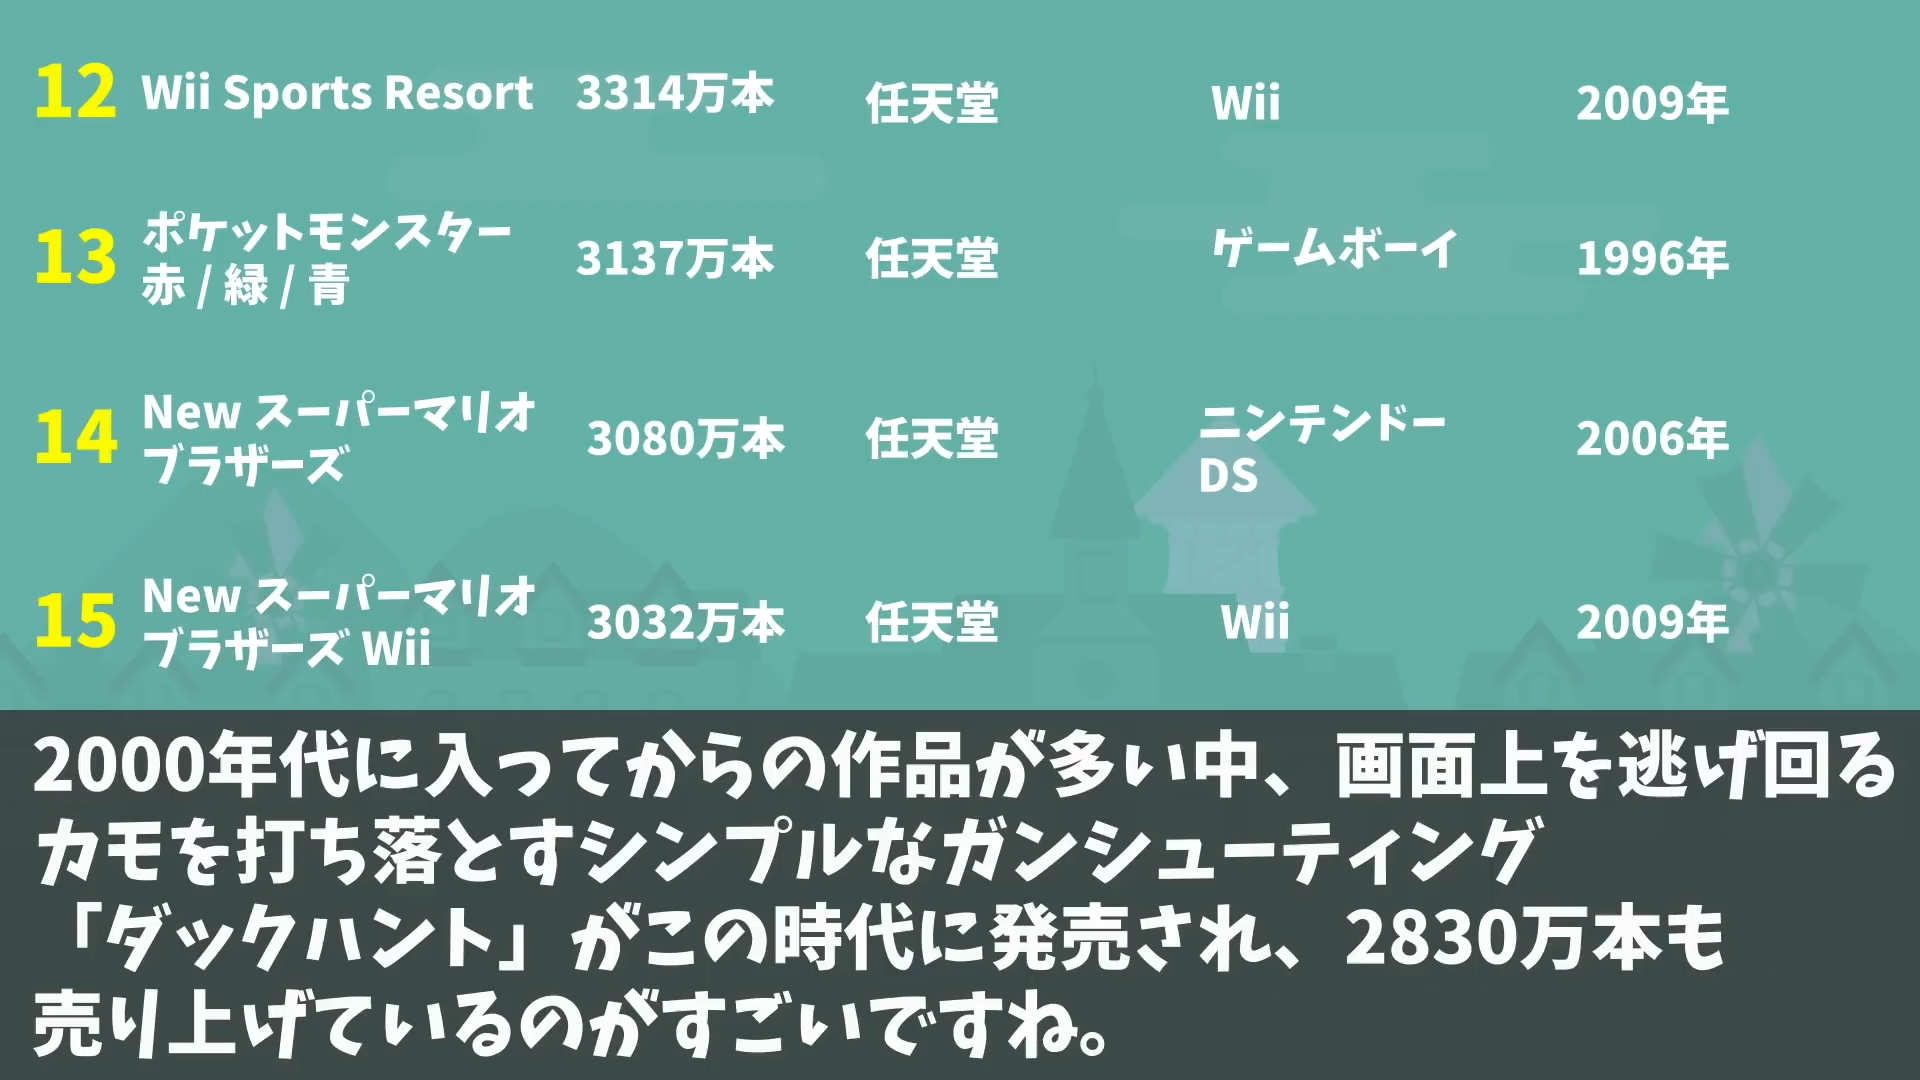 12 Wii Sports Resort 3314万本 任天堂 Wii 2009年
13 ポケットモンスター 赤 / 緑 / 青 3137万本 任天堂 ゲームボーイ 1996年
14 New スーパーマリオ ブラザーズ 3080万本 任天堂 ニンテンドー DS 2006年
15 New スーパーマリオ ブラザーズ Wii 3032万本 任天堂 Wii 2009年
2000年代に入ってからの作品が多い中、画面上を逃げ回る
カモを打ち落とすシンプルなガンシューティング
「ダックハント」がこの時代に発売され、2830万本も
売り上げているのがすごいですね。